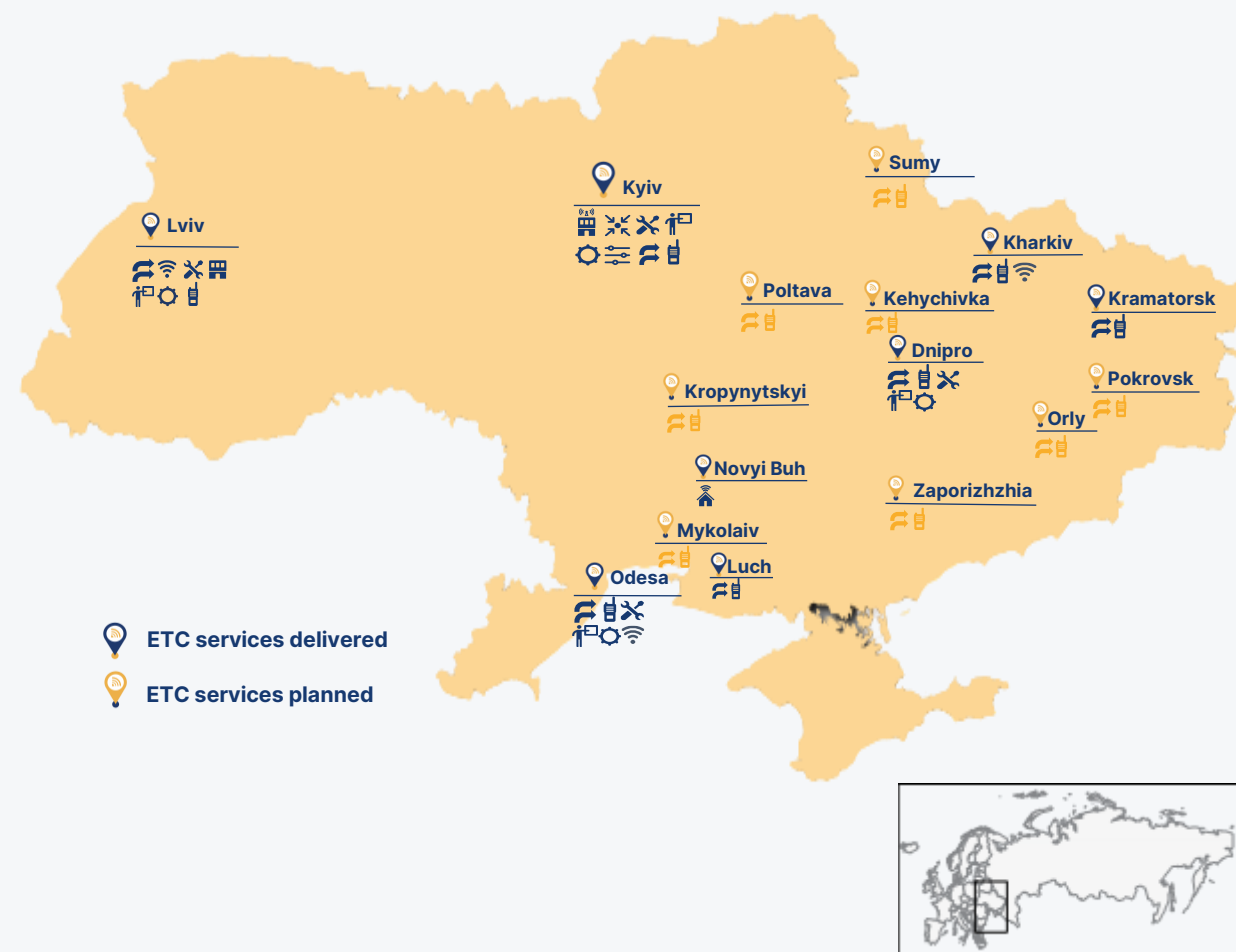 Sumy
Kyiv
Lviv
Kharkiv
Poltava
Kehychivka
Kramatorsk
Dnipro
Pokrovsk
Kropynytskyi
Orly
Novyi Buh
Zaporizhzhia
Mykolaiv
Luch
Odesa
ETC services delivered
ETC services planned